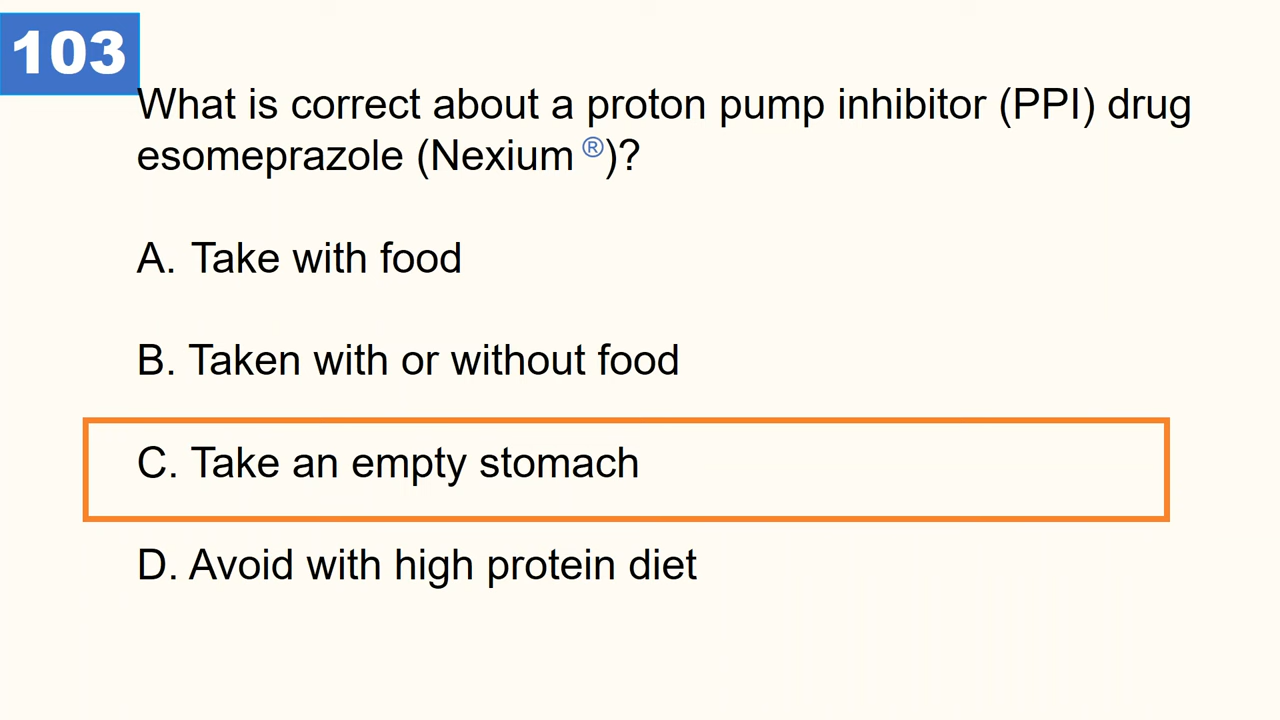 103
What is correct about a proton pump inhibitor (PPI) drug
esomeprazole (Nexium ®)?
A. Take with food
B. Taken with or without food
C. Take an empty stomach
D. Avoid with high protein diet